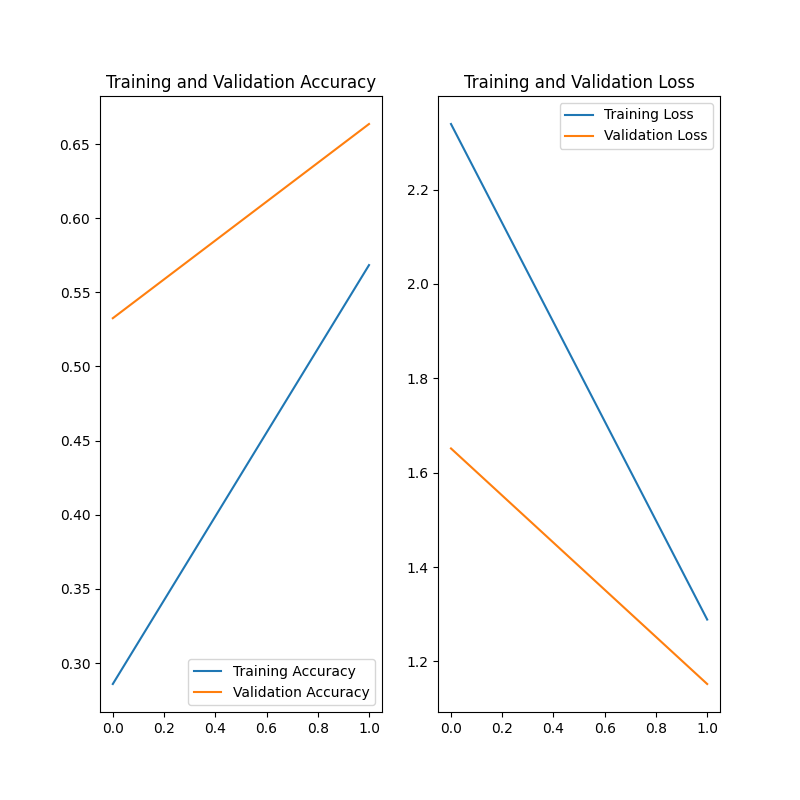 Training and Validation Accuracy
0.65
0.60
0.55
0.50
0.45
0.40
0.35
0.30
Training Accuracy
Validation Accuracy
0.0 0.2 0.4 0.6 0.8 1.0
Training and Validation Loss
Training Loss
Validation Loss
2.2
2.0
1.8
1.6
1.4
1.2
0.0 0.2 0.4 0.6 0.8 1.0